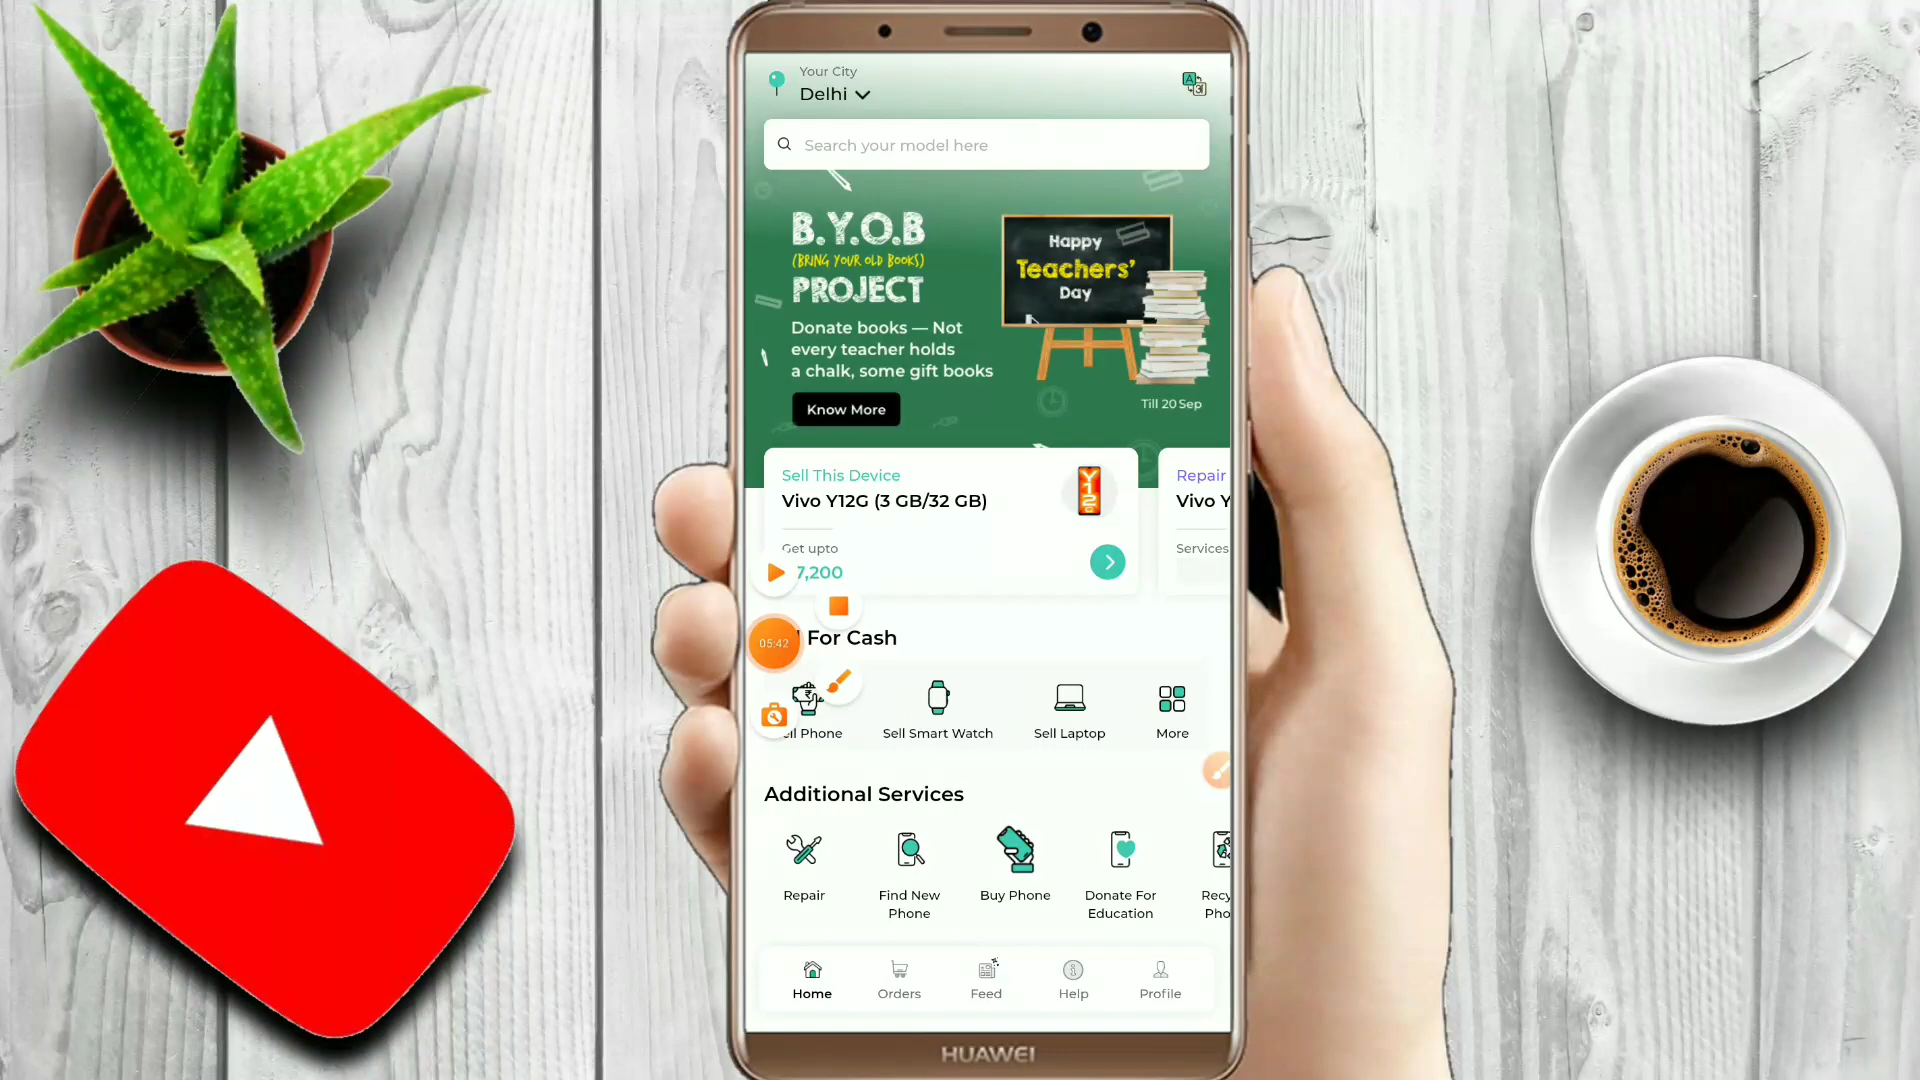 Your City
Delhi
Search your model here
B.Y.O.B
(BRING YOUR OLD BOOKS)
PROJECT
Donate books — Not
every teacher holds
a chalk, some gift books
Know More
Happy
Teachers'
Day
Till 20 Sep
Sell This Device
Vivo Y12G (3 GB/32 GB)
Y12G
Get upto
7,200
Repair
Vivo Y
Services
05:42
For Cash
ell Phone
Sell Smart Watch
Sell Laptop
More
Additional Services
Repair
Find New
Phone
Buy Phone
Donate For
Education
Recy
Pho
Home
Orders
Feed
Help
Profile
HUAWEI